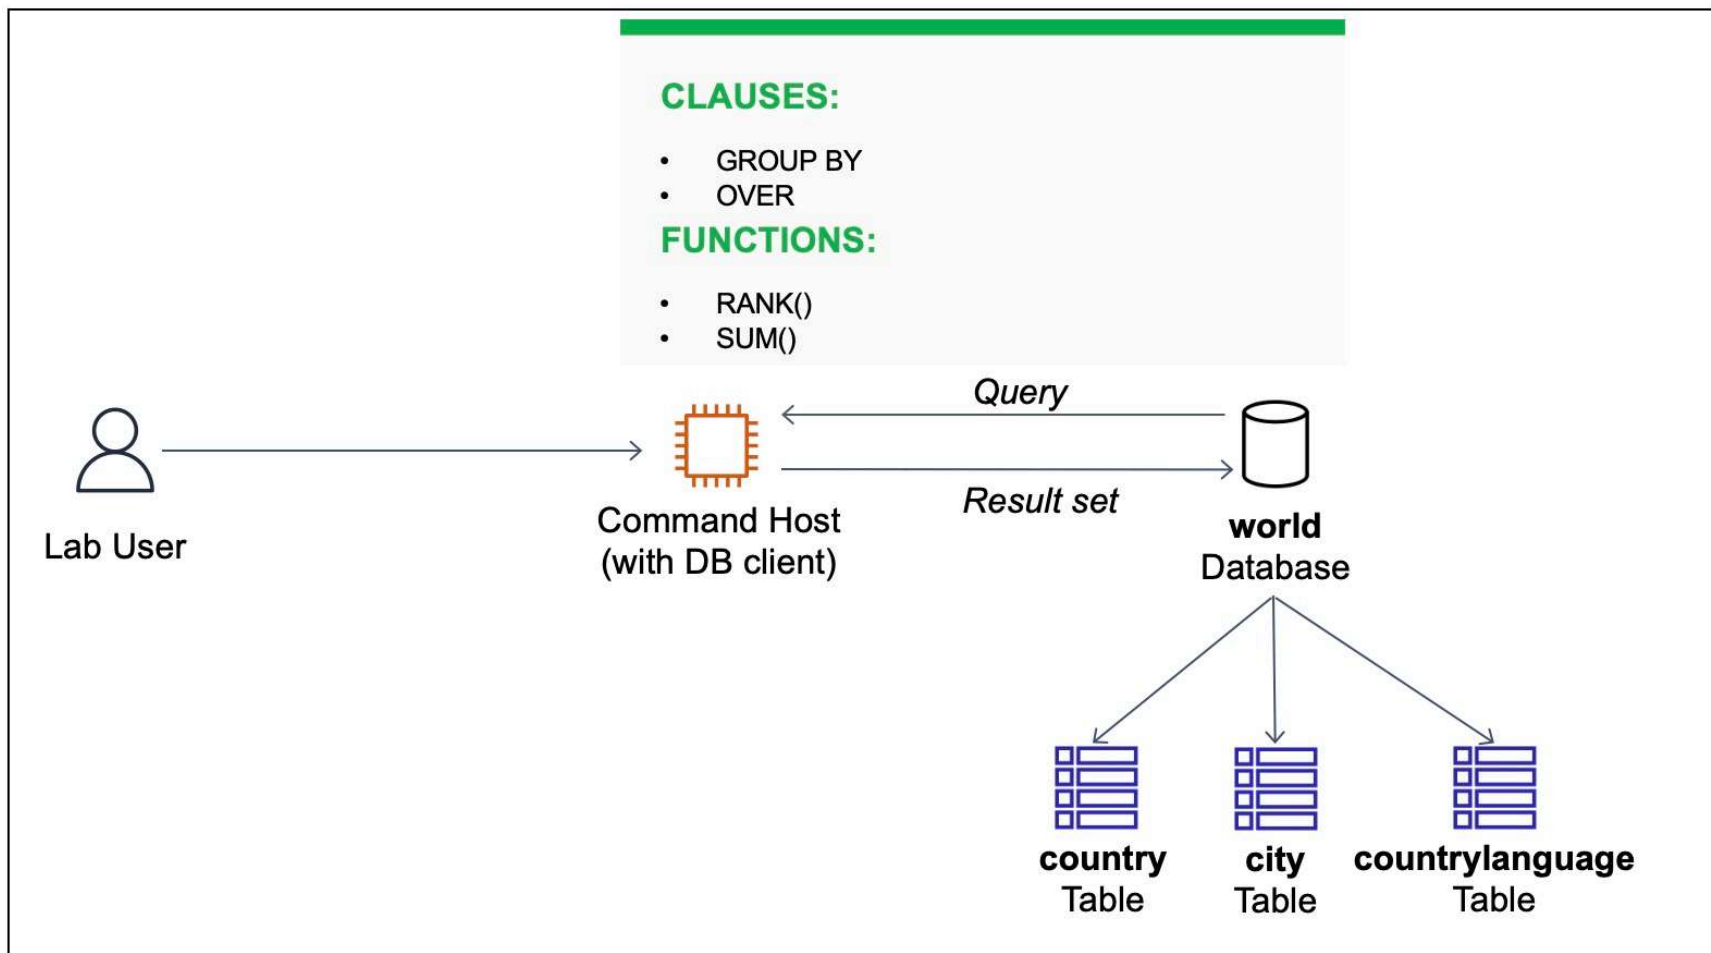 CLAUSES:
• GROUP BY
• OVER
FUNCTIONS:
• RANK()
• SUM()
Query
Result set
Lab User
Command Host
(with DB client)
world
Database
country
Table
city
Table
countrylanguage
Table